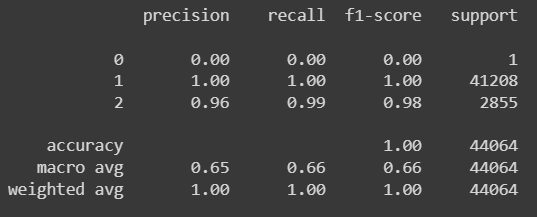 precision recall f1-score support
0 0.00 0.00 0.00 1
1 1.00 1.00 1.00 41208
2 0.96 0.99 0.98 2855
accuracy 1.00 44064
macro avg 0.65 0.66 0.66 44064
weighted avg 1.00 1.00 1.00 44064